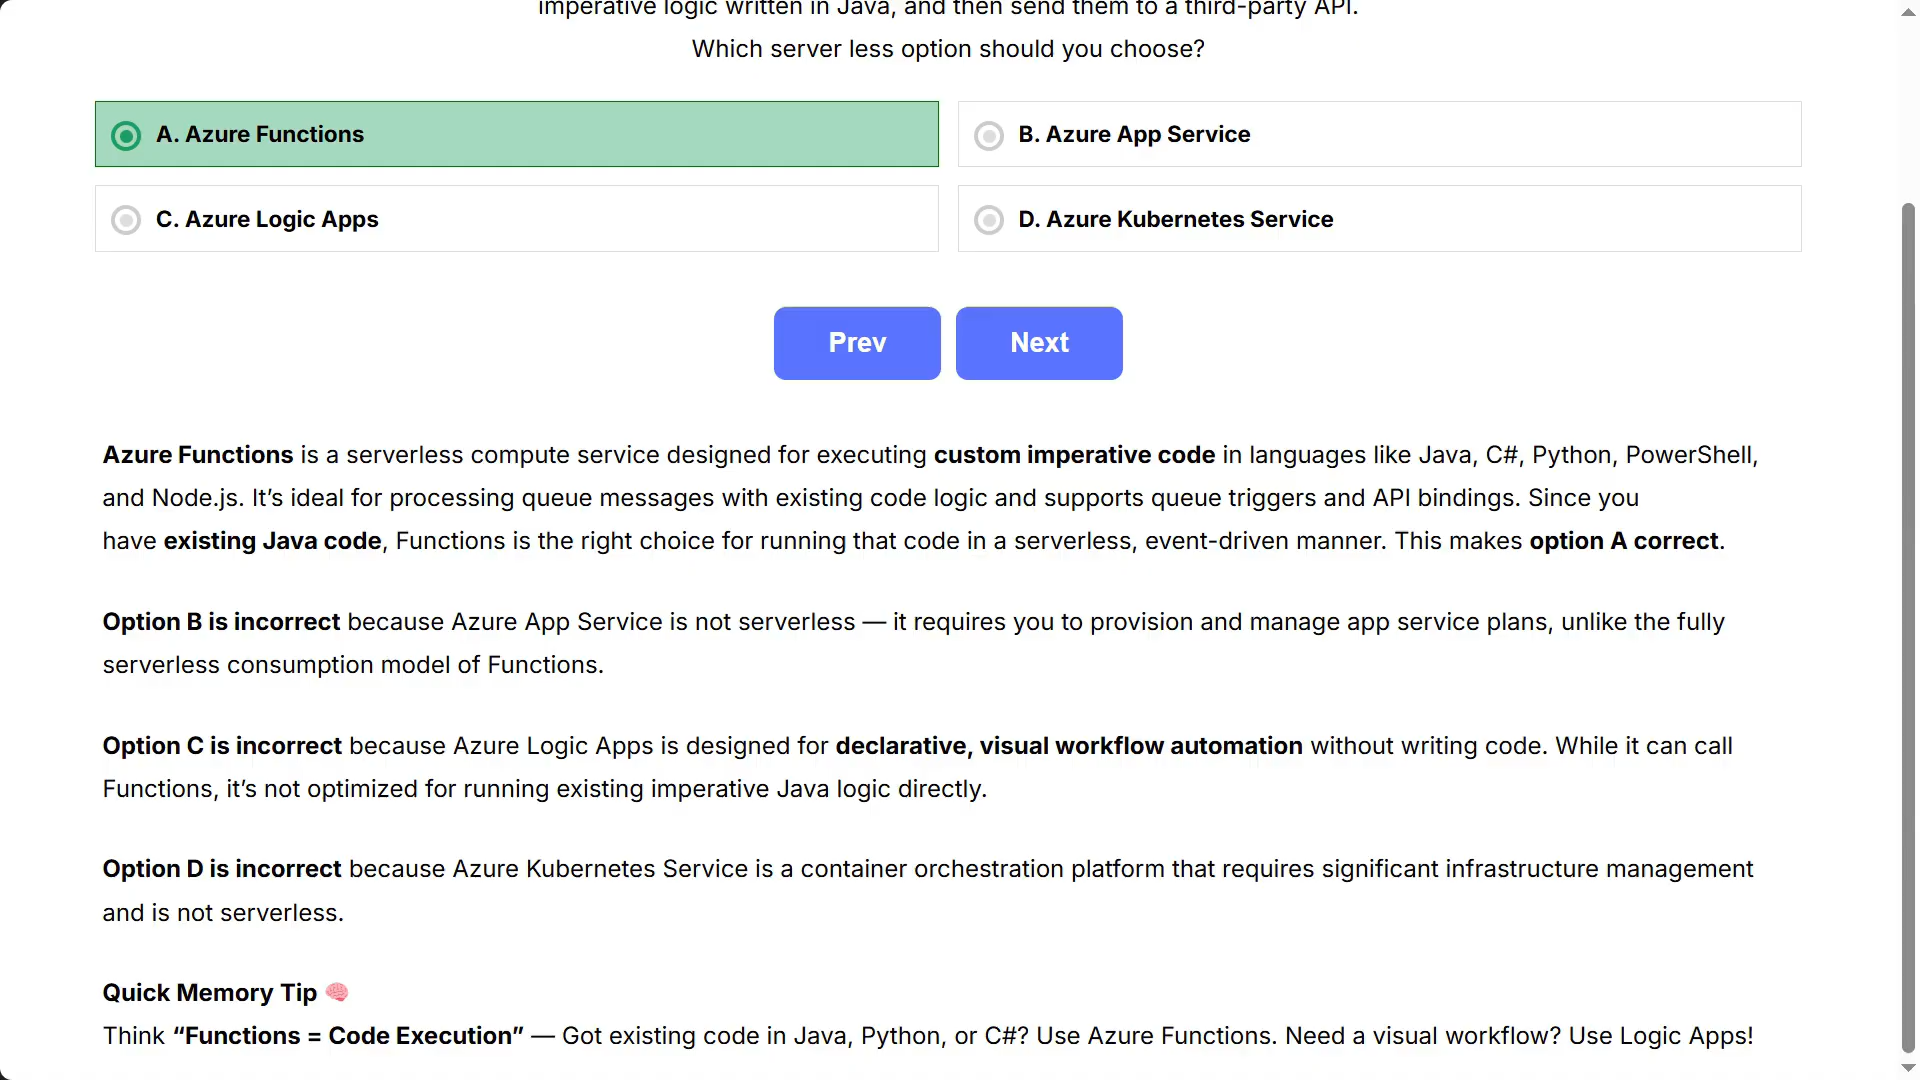 imperative logic written in Java, and then send them to a third-party API.
Which server less option should you choose?
A. Azure Functions
B. Azure App Service
C. Azure Logic Apps
D. Azure Kubernetes Service
Prev
Next
Azure Functions is a serverless compute service designed for executing custom imperative code in languages like Java, C#, Python, PowerShell,
and Node.js. It’s ideal for processing queue messages with existing code logic and supports queue triggers and API bindings. Since you
have existing Java code, Functions is the right choice for running that code in a serverless, event-driven manner. This makes option A correct.
Option B is incorrect because Azure App Service is not serverless — it requires you to provision and manage app service plans, unlike the fully
serverless consumption model of Functions.
Option C is incorrect because Azure Logic Apps is designed for declarative, visual workflow automation without writing code. While it can call
Functions, it’s not optimized for running existing imperative Java logic directly.
Option D is incorrect because Azure Kubernetes Service is a container orchestration platform that requires significant infrastructure management
and is not serverless.
Quick Memory Tip 🧠
Think “Functions = Code Execution” — Got existing code in Java, Python, or C#? Use Azure Functions. Need a visual workflow? Use Logic Apps!